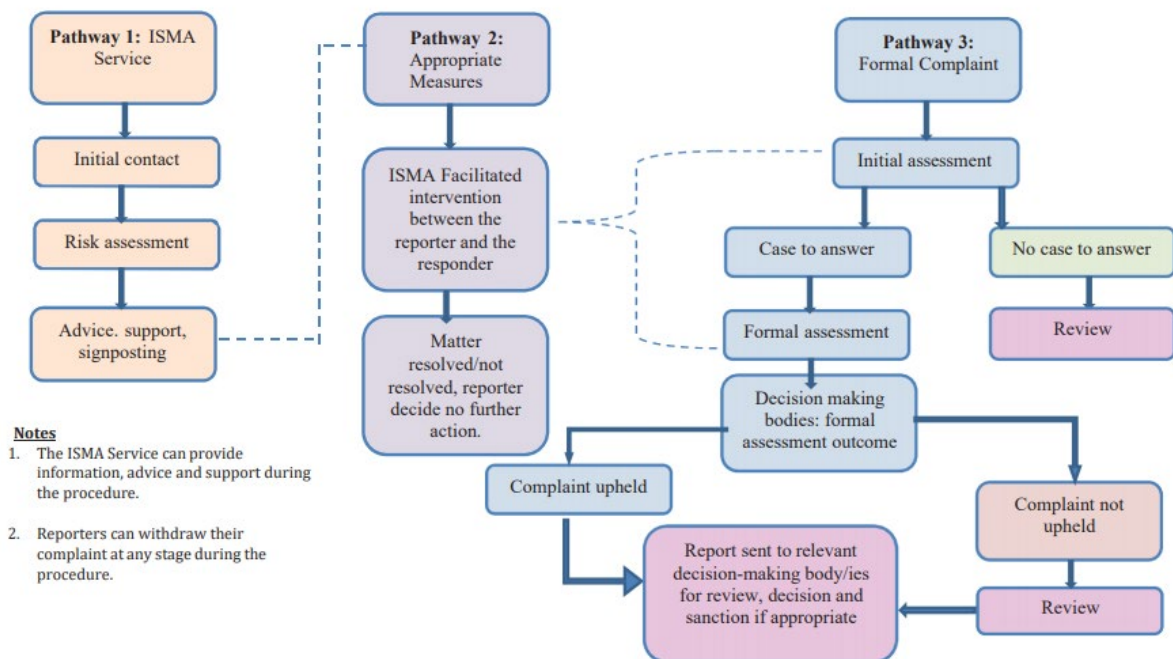 Pathway 1: ISMA
Service
Initial contact
Risk assessment
Advice. support,
signposting
Pathway 2:
Appropriate
Measures
ISMA Facilitated
intervention
between the
reporter and the
responder
Matter
resolved/not
resolved, reporter
decide no further
action.
Pathway 3:
Formal Complaint
Initial assessment
Case to answer
No case to answer
Formal assessment
Review
Decision making
bodies: formal
assessment outcome
Complaint upheld
Complaint not
upheld
Report sent to relevant
decision-making body/ies
for review, decision and
sanction if appropriate
Review
Notes
1. The ISMA Service can provide
information, advice and support during
the procedure.
2. Reporters can withdraw their
complaint at any stage during the
procedure.